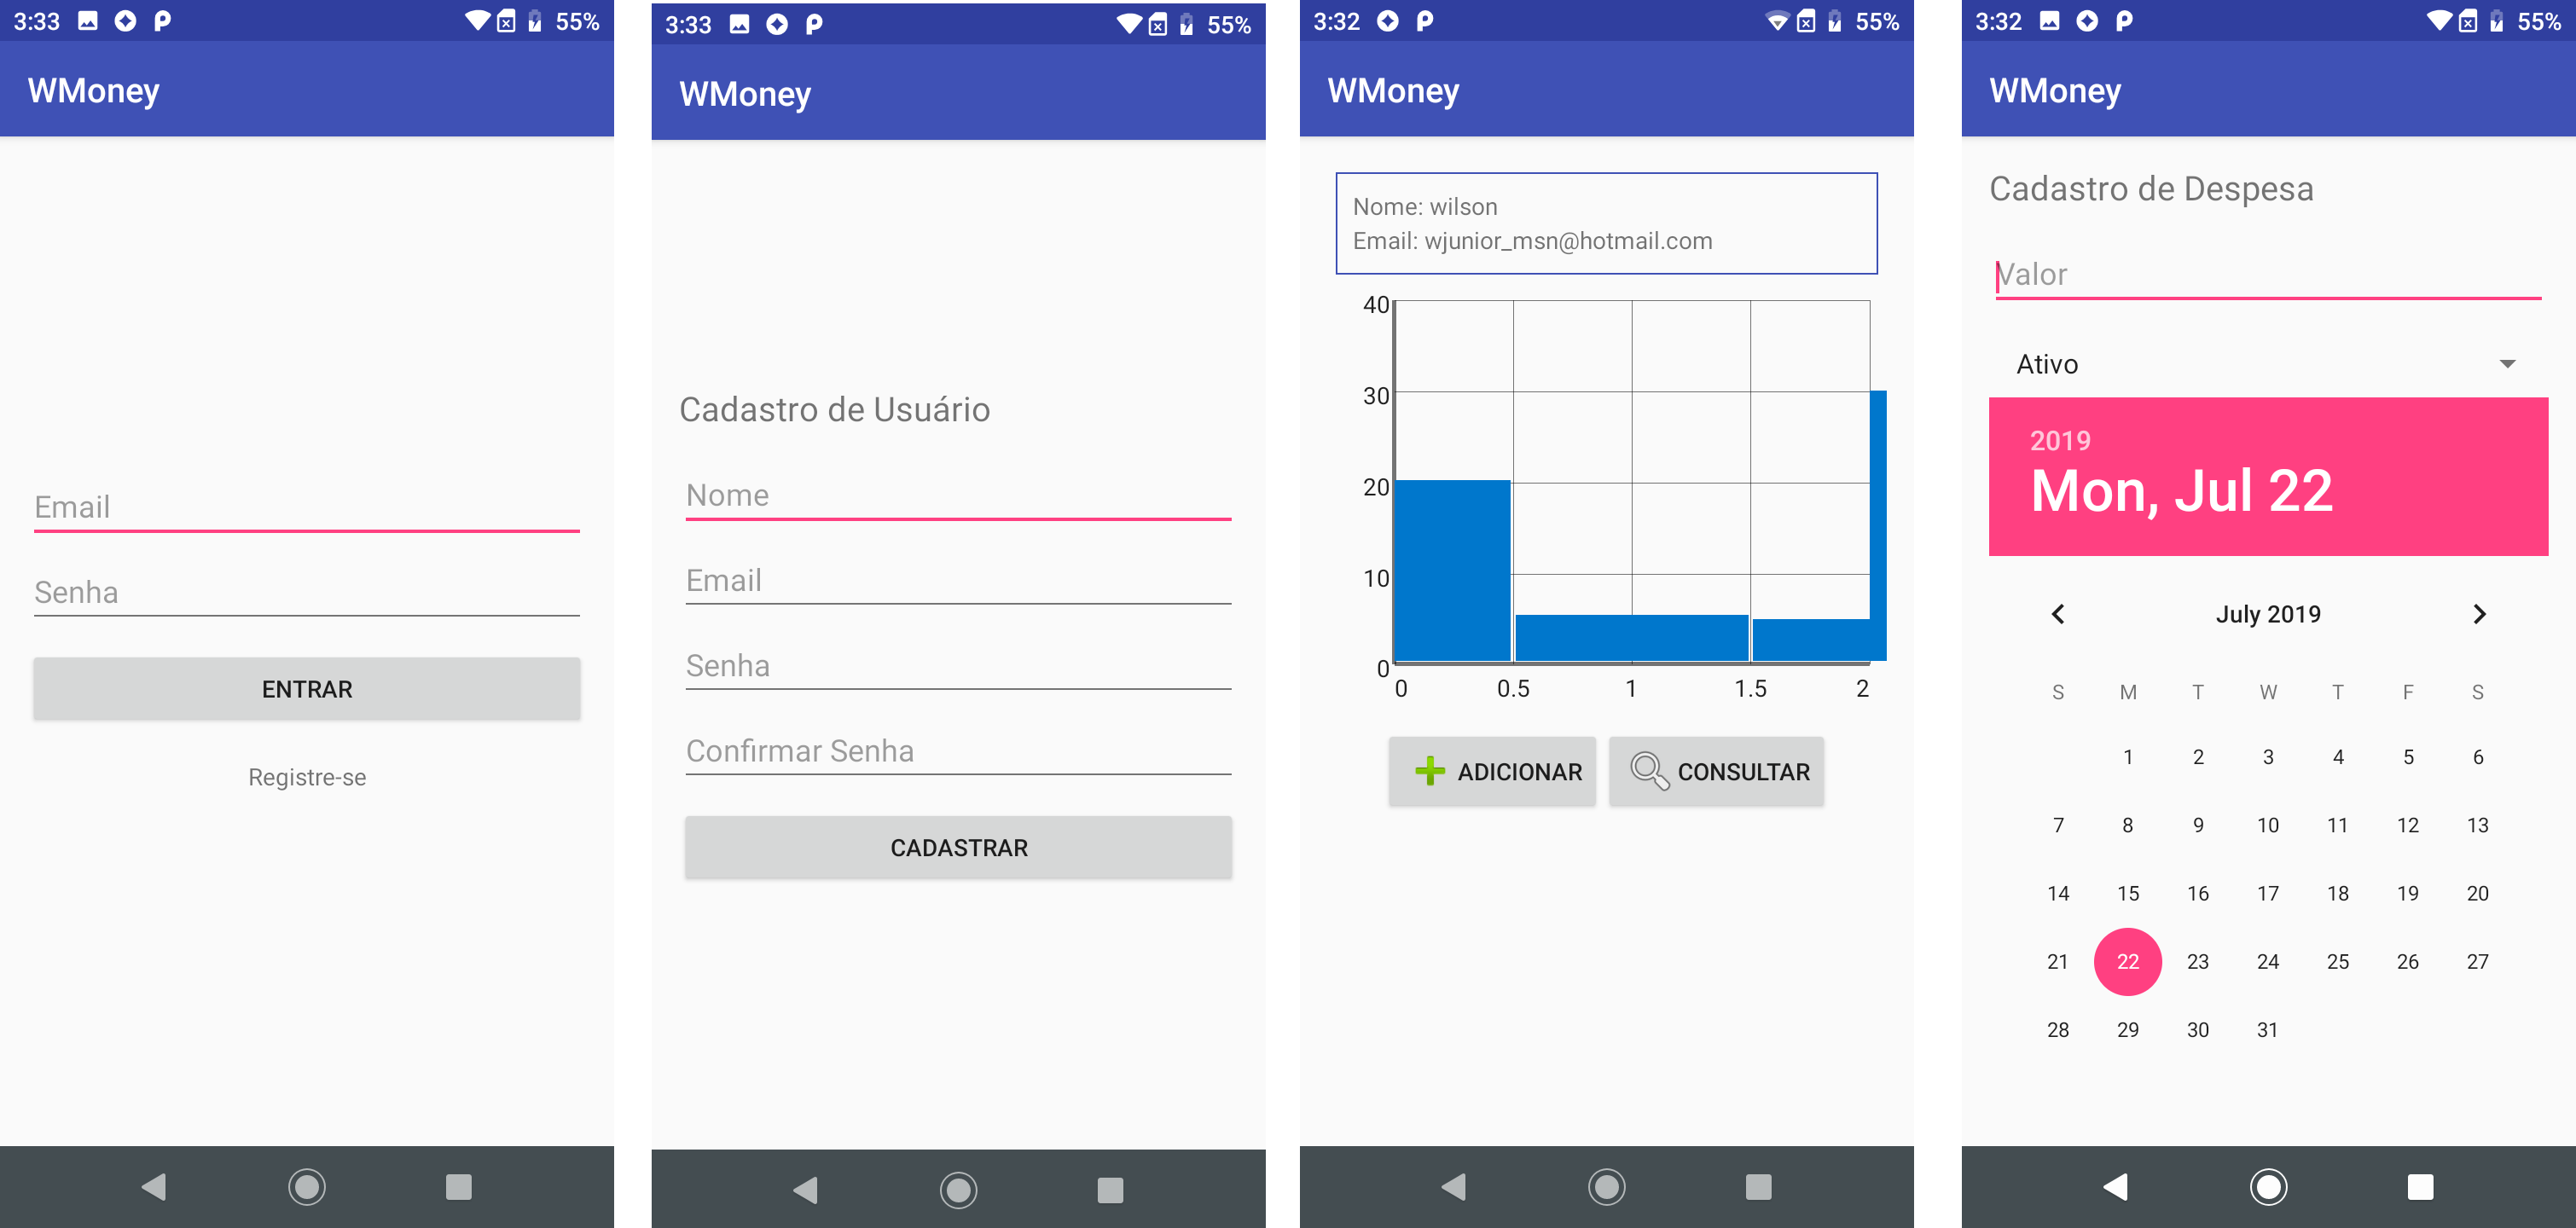 3:33 55%
WMoney
Email
Senha
ENTRAR
Registre-se
3:33 55%
WMoney
Cadastro de Usuário
Nome
Email
Senha
Confirmar Senha
CADASTRAR
3:32 55%
WMoney
Nome: wilson
Email: wjunior_msn@hotmail.com
40
30
20
10
0
0 0.5 1 1.5 2
ADICIONAR CONSULTAR
3:32 55%
WMoney
Cadastro de Despesa
Valor
Ativo
2019
Mon, Jul 22
July 2019
S M T W T F S
1 2 3 4 5 6
7 8 9 10 11 12 13
14 15 16 17 18 19 20
21 22 23 24 25 26 27
28 29 30 31